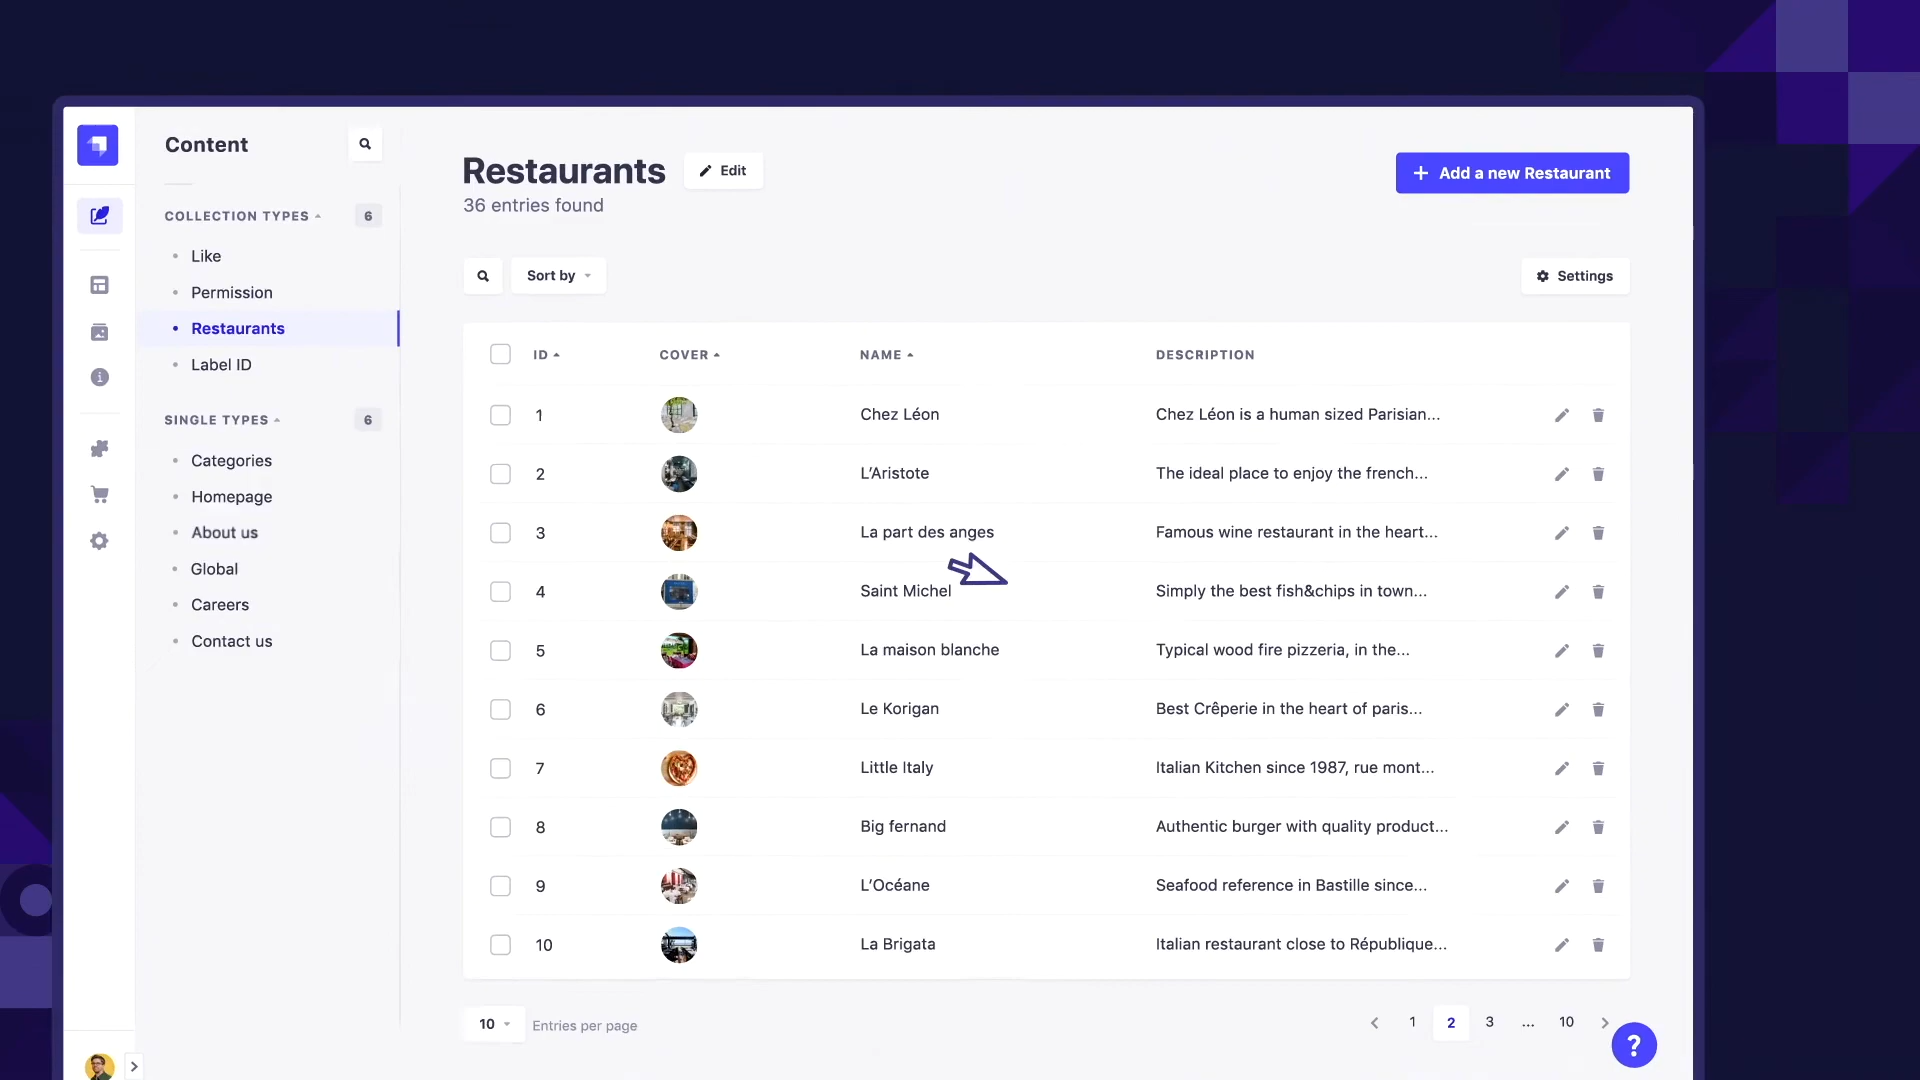 Content
COLLECTION TYPES 6
Like
Permission
Restaurants
Label ID
SINGLE TYPES 6
Categories
Homepage
About us
Global
Careers
Contact us
Restaurants
Edit
36 entries found
+ Add a new Restaurant
Sort by
Settings
ID COVER NAME DESCRIPTION
1 Chez Léon Chez Léon is a human sized Parisian...
2 L’Aristote The ideal place to enjoy the french...
3 La part des anges Famous wine restaurant in the heart...
4 Saint Michel Simply the best fish&chips in town...
5 La maison blanche Typical wood fire pizzeria, in the...
6 Le Korigan Best Crêperie in the heart of paris...
7 Little Italy Italian Kitchen since 1987, rue mont...
8 Big fernand Authentic burger with quality product...
9 L’Océane Seafood reference in Bastille since...
10 La Brigata Italian restaurant close to République...
10 Entries per page
1 2 3 ... 10
?